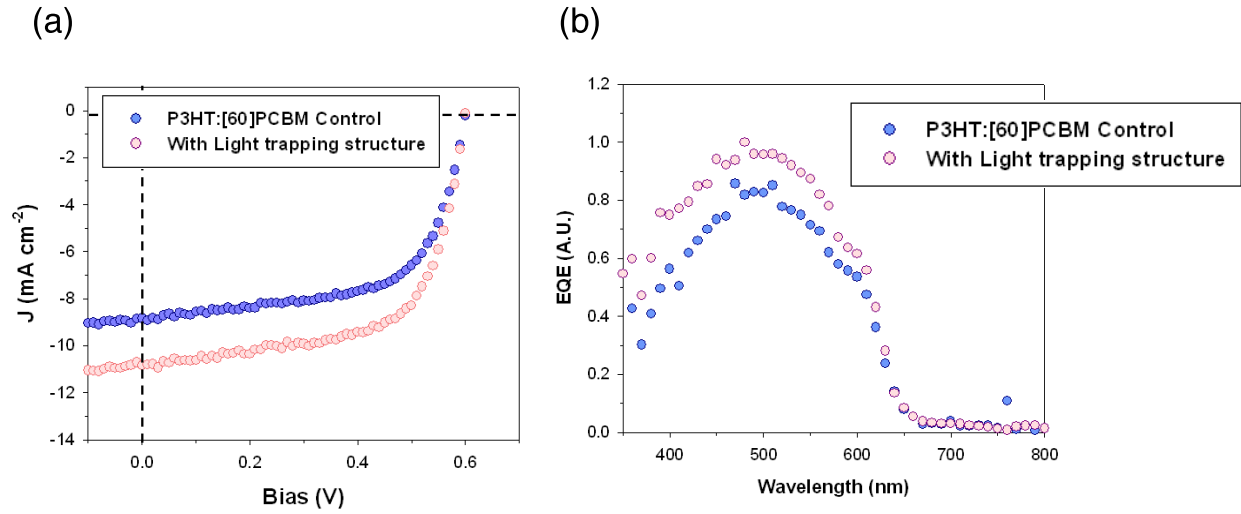 (a)
(b)
P3HT:[60]PCBM Control
With Light trapping structure
0
-2
-4
-6
-8
-10
-12
-14
0.0
0.2
0.4
0.6
J (mA cm⁻²)
Bias (V)
P3HT:[60]PCBM Control
With Light trapping structure
1.2
1.0
0.8
0.6
0.4
0.2
0.0
400
500
600
700
800
EQE (A.U.)
Wavelength (nm)